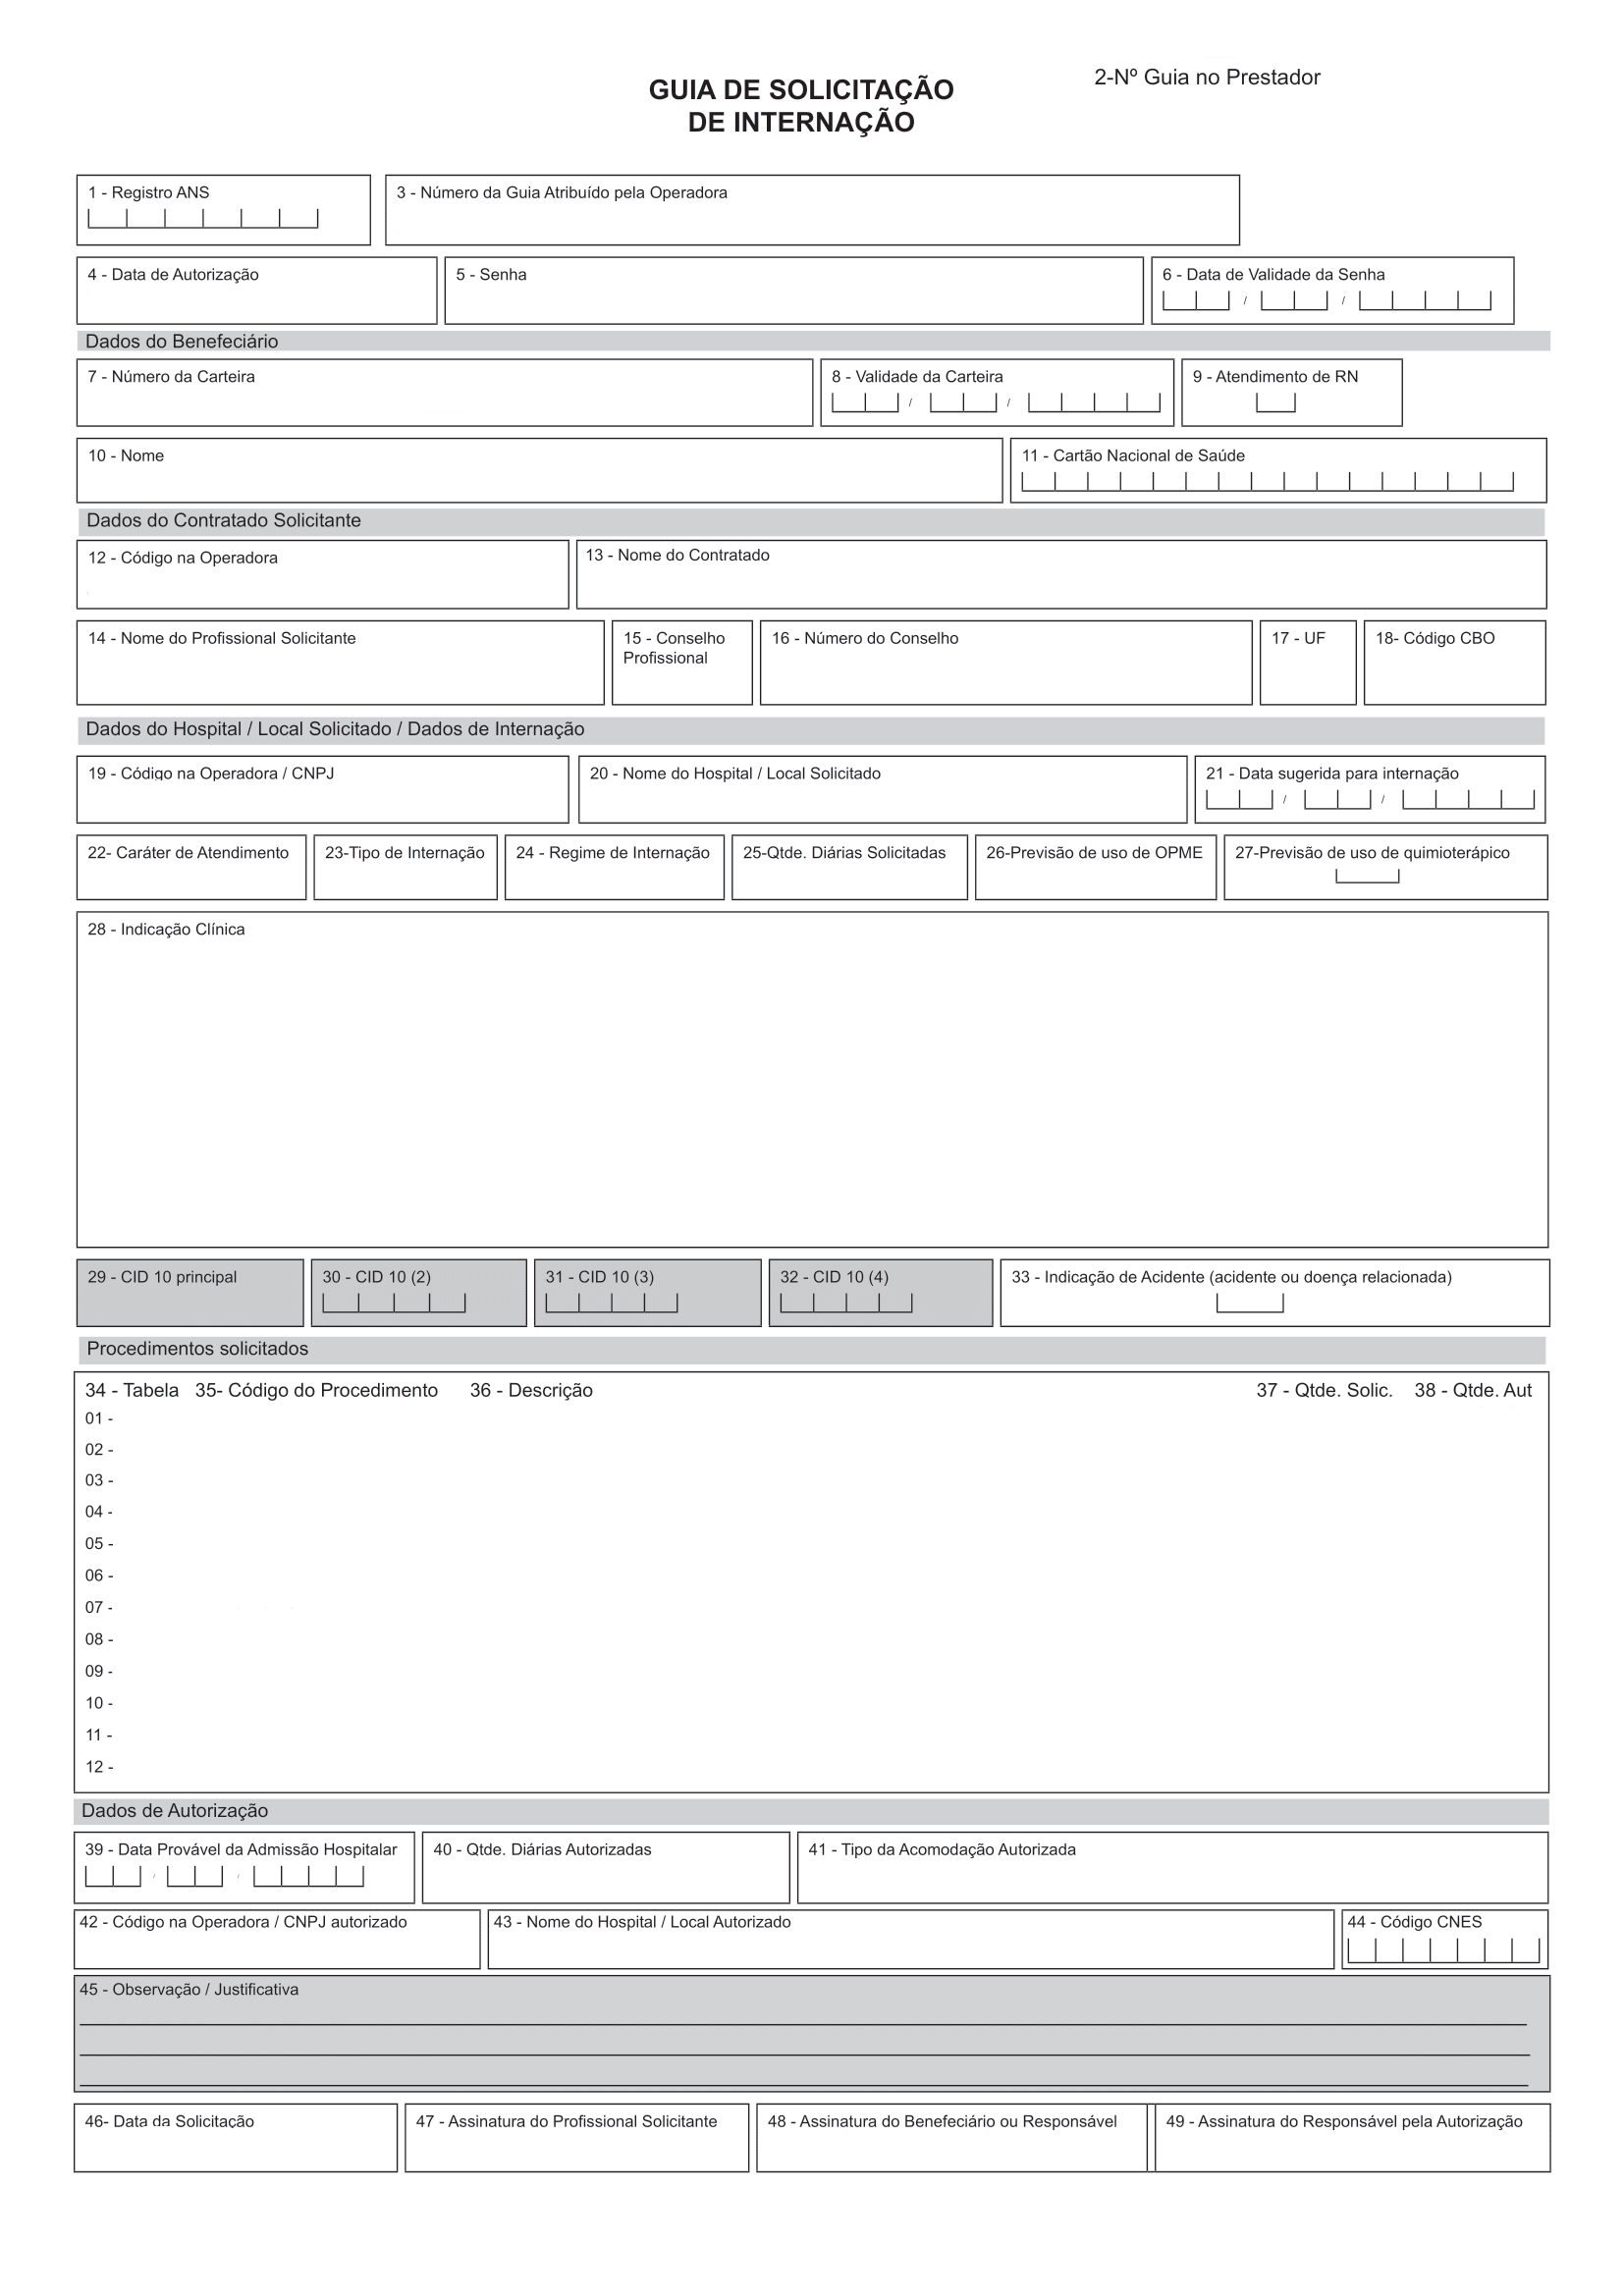 2-Nº Guia no Prestador
GUIA DE SOLICITAÇÃO
DE INTERNAÇÃO
1 - Registro ANS
3 - Número da Guia Atribuído pela Operadora
4 - Data de Autorização
5 - Senha
6 - Data de Validade da Senha
/ /
Dados do Benefeciário
7 - Número da Carteira
8 - Validade da Carteira
/ /
9 - Atendimento de RN
10 - Nome
11 - Cartão Nacional de Saúde
Dados do Contratado Solicitante
12 - Código na Operadora
13 - Nome do Contratado
14 - Nome do Profissional Solicitante
15 - Conselho
Profissional
16 - Número do Conselho
17 - UF
18- Código CBO
Dados do Hospital / Local Solicitado / Dados de Internação
19 - Código na Operadora / CNPJ
20 - Nome do Hospital / Local Solicitado
21 - Data sugerida para internação
/ /
22- Caráter de Atendimento
23-Tipo de Internação
24 - Regime de Internação
25-Qtde. Diárias Solicitadas
26-Previsão de uso de OPME
27-Previsão de uso de quimioterápico
28 - Indicação Clínica
29 - CID 10 principal
30 - CID 10 (2)
31 - CID 10 (3)
32 - CID 10 (4)
33 - Indicação de Acidente (acidente ou doença relacionada)
Procedimentos solicitados
34 - Tabela 35- Código do Procedimento 36 - Descrição 37 - Qtde. Solic. 38 - Qtde. Aut
01 -
02 -
03 -
04 -
05 -
06 -
07 -
08 -
09 -
10 -
11 -
12 -
Dados de Autorização
39 - Data Provável da Admissão Hospitalar
/ /
40 - Qtde. Diárias Autorizadas
41 - Tipo da Acomodação Autorizada
42 - Código na Operadora / CNPJ autorizado
43 - Nome do Hospital / Local Autorizado
44 - Código CNES
45 - Observação / Justificativa
46- Data da Solicitação
47 - Assinatura do Profissional Solicitante
48 - Assinatura do Benefeciário ou Responsável
49 - Assinatura do Responsável pela Autorização